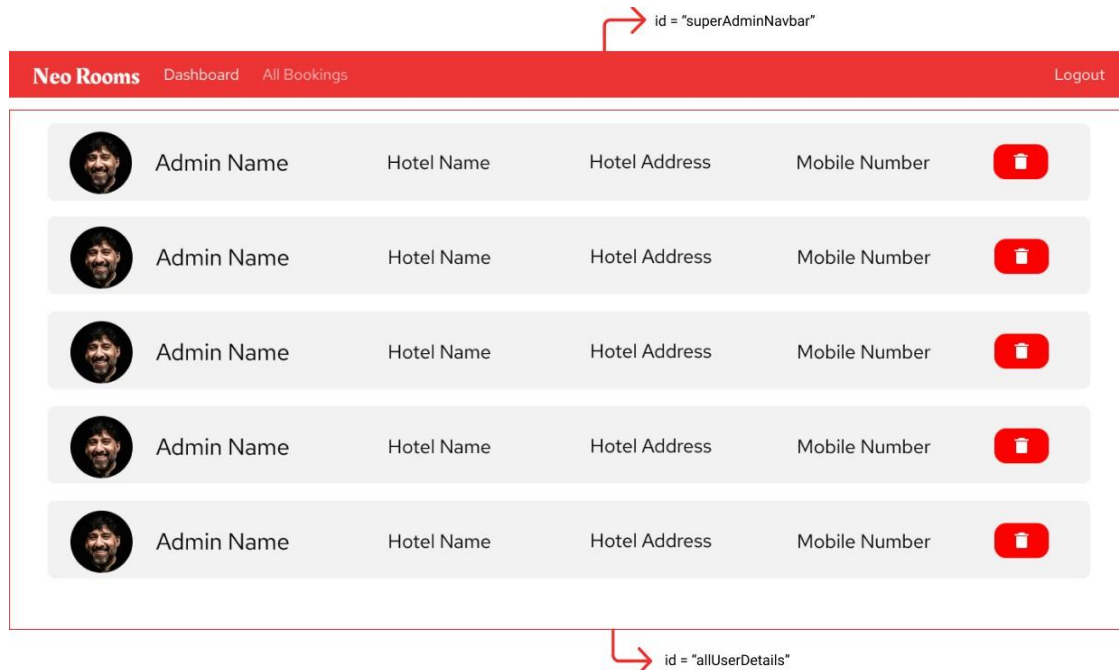 id = “superAdminNavbar”
Neo Rooms Dashboard All Bookings Logout
Admin Name Hotel Name Hotel Address Mobile Number
Admin Name Hotel Name Hotel Address Mobile Number
Admin Name Hotel Name Hotel Address Mobile Number
Admin Name Hotel Name Hotel Address Mobile Number
Admin Name Hotel Name Hotel Address Mobile Number
id = “allUserDetails”